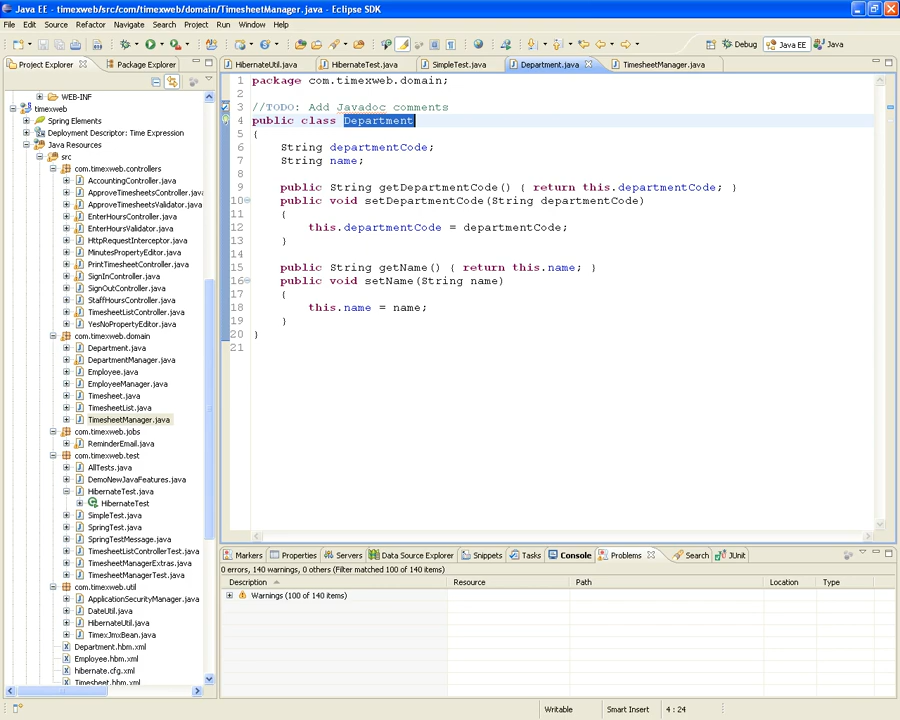 Java EE - timexweb/src/com/timexweb/domain/TimesheetManager.java - Eclipse SDK
File Edit Source Refactor Navigate Search Project Run Window Help
Debug Java EE Java
Project Explorer Package Explorer
HibernateUtil.java HibernateTest.java SimpleTest.java Department.java TimesheetManager.java
WEB-INF
timexweb
Spring Elements
Deployment Descriptor: Time Expression
Java Resources
src
com.timexweb.controllers
AccountingController.java
ApproveTimesheetsController.java
ApproveTimesheetsValidator.java
EnterHoursController.java
EnterHoursValidator.java
HttpRequestInterceptor.java
MinutesPropertyEditor.java
PrintTimesheetController.java
SignInController.java
SignOutController.java
StaffHoursController.java
TimesheetListController.java
YesNoPropertyEditor.java
com.timexweb.domain
Department.java
DepartmentManager.java
Employee.java
EmployeeManager.java
Timesheet.java
TimesheetList.java
TimesheetManager.java
com.timexweb.jobs
ReminderEmail.java
com.timexweb.test
AllTests.java
DemoNewJavaFeatures.java
HibernateTest.java
HibernateTest
SimpleTest.java
SpringTest.java
SpringTestMessage.java
TimesheetListControllerTest.java
TimesheetManagerExtras.java
TimesheetManagerTest.java
com.timexweb.util
ApplicationSecurityManager.java
DateUtil.java
HibernateUtil.java
TimexJmxBean.java
Department.hbm.xml
Employee.hbm.xml
hibernate.cfg.xml
Timesheet.hbm.xml
1 package com.timexweb.domain;
2
3 //TODO: Add Javadoc comments
4 public class Department
5 {
6 String departmentCode;
7 String name;
8
9 public String getDepartmentCode() { return this.departmentCode; }
10 public void setDepartmentCode(String departmentCode)
11 {
12 this.departmentCode = departmentCode;
13 }
14
15 public String getName() { return this.name; }
16 public void setName(String name)
17 {
18 this.name = name;
19 }
20 }
21
Markers Properties Servers Data Source Explorer Snippets Tasks Console Problems Search JUnit
0 errors, 140 warnings, 0 others (Filter matched 100 of 140 items)
Description Resource Path Location Type
Warnings (100 of 140 items)
Writable Smart Insert 4 : 24